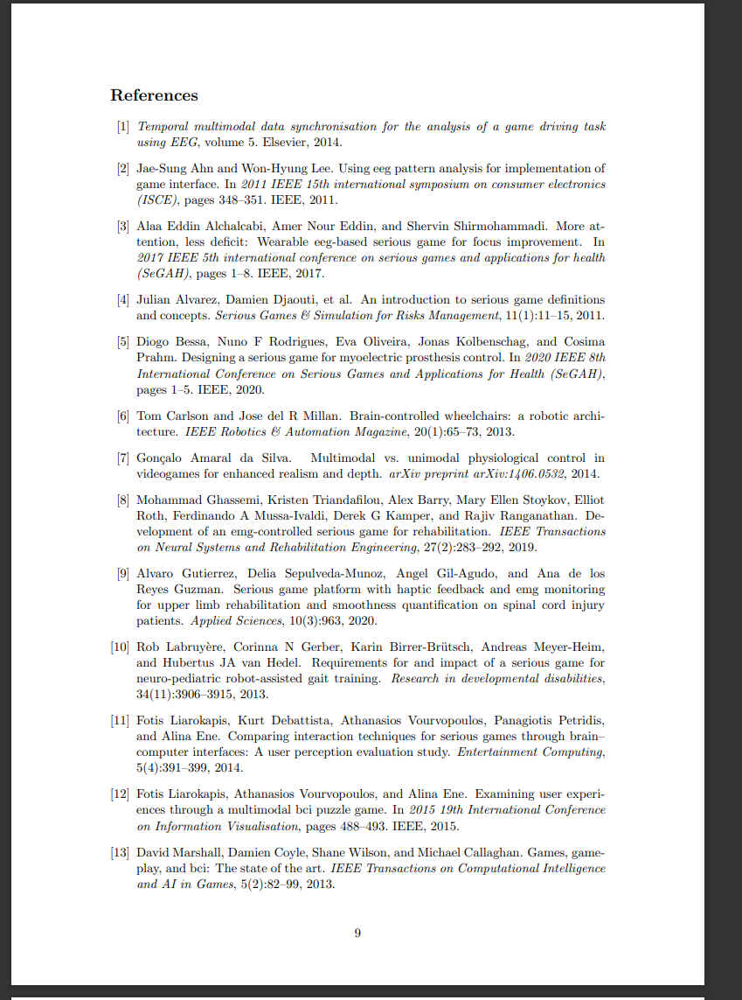 References
[1] Temporal multimodal data synchronisation for the analysis of a game driving task
using EEG, volume 5. Elsevier, 2014.
[2] Jae-Sung Ahn and Won-Hyung Lee. Using eeg pattern analysis for implementation of
game interface. In 2011 IEEE 15th international symposium on consumer electronics
(ISCE), pages 348–351. IEEE, 2011.
[3] Alaa Eddin Alchalcabi, Amer Nour Eddin, and Shervin Shirmohammadi. More at-
tention, less deficit: Wearable eeg-based serious game for focus improvement. In
2017 IEEE 5th international conference on serious games and applications for health
(SeGAH), pages 1–8. IEEE, 2017.
[4] Julian Alvarez, Damien Djaouti, et al. An introduction to serious game definitions
and concepts. Serious Games & Simulation for Risks Management, 11(1):11–15, 2011.
[5] Diogo Bessa, Nuno F Rodrigues, Eva Oliveira, Jonas Kolbenschag, and Cosima
Prahm. Designing a serious game for myoelectric prosthesis control. In 2020 IEEE 8th
International Conference on Serious Games and Applications for Health (SeGAH),
pages 1–5. IEEE, 2020.
[6] Tom Carlson and Jose del R Millan. Brain-controlled wheelchairs: a robotic archi-
tecture. IEEE Robotics & Automation Magazine, 20(1):65–73, 2013.
[7] Gonçalo Amaral da Silva. Multimodal vs. unimodal physiological control in
videogames for enhanced realism and depth. arXiv preprint arXiv:1406.0532, 2014.
[8] Mohammad Ghassemi, Kristen Triandafilou, Alex Barry, Mary Ellen Stoykov, Elliot
Roth, Ferdinando A Mussa-Ivaldi, Derek G Kamper, and Rajiv Ranganathan. De-
velopment of an emg-controlled serious game for rehabilitation. IEEE Transactions
on Neural Systems and Rehabilitation Engineering, 27(2):283–292, 2019.
[9] Alvaro Gutierrez, Delia Sepulveda-Munoz, Angel Gil-Agudo, and Ana de los
Reyes Guzman. Serious game platform with haptic feedback and emg monitoring
for upper limb rehabilitation and smoothness quantification on spinal cord injury
patients. Applied Sciences, 10(3):963, 2020.
[10] Rob Labruyère, Corinna N Gerber, Karin Birrer-Brütsch, Andreas Meyer-Heim,
and Hubertus JA van Hedel. Requirements for and impact of a serious game for
neuro-pediatric robot-assisted gait training. Research in developmental disabilities,
34(11):3906–3915, 2013.
[11] Fotis Liarokapis, Kurt Debattista, Athanasios Vourvopoulos, Panagiotis Petridis,
and Alina Ene. Comparing interaction techniques for serious games through brain–
computer interfaces: A user perception evaluation study. Entertainment Computing,
5(4):391–399, 2014.
[12] Fotis Liarokapis, Athanasios Vourvopoulos, and Alina Ene. Examining user experi-
ences through a multimodal bci puzzle game. In 2015 19th International Conference
on Information Visualisation, pages 488–493. IEEE, 2015.
[13] David Marshall, Damien Coyle, Shane Wilson, and Michael Callaghan. Games, game-
play, and bci: The state of the art. IEEE Transactions on Computational Intelligence
and AI in Games, 5(2):82–99, 2013.
9